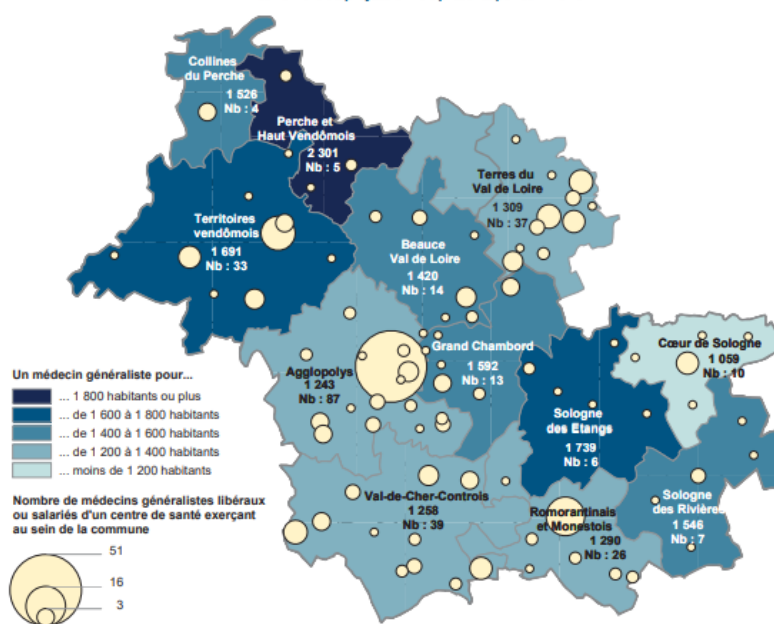 Collines
du Perche
1 526
Nb : 4
Perche et
Haut Vendômois
2 301
Nb : 5
Terres du
Val de Loire
1 309
Nb : 37
Territoires
vendômois
1 691
Nb : 33
Beauce
Val de Loire
1 420
Nb : 14
Grand Chambord
1 592
Nb : 13
Cœur de Sologne
1 059
Nb : 10
Agglopolys
1 243
Nb : 87
Sologne
des Etangs
1 739
Nb : 6
Val-de-Cher-Controis
1 258
Nb : 39
Romorantinais
et Monestois
1 290
Nb : 26
Sologne
des Rivières
1 546
Nb : 7
Un médecin généraliste pour...
... 1 800 habitants ou plus
... de 1 600 à 1 800 habitants
... de 1 400 à 1 600 habitants
... de 1 200 à 1 400 habitants
... moins de 1 200 habitants
Nombre de médecins généralistes libéraux
ou salariés d'un centre de santé exerçant
au sein de la commune
51
16
3